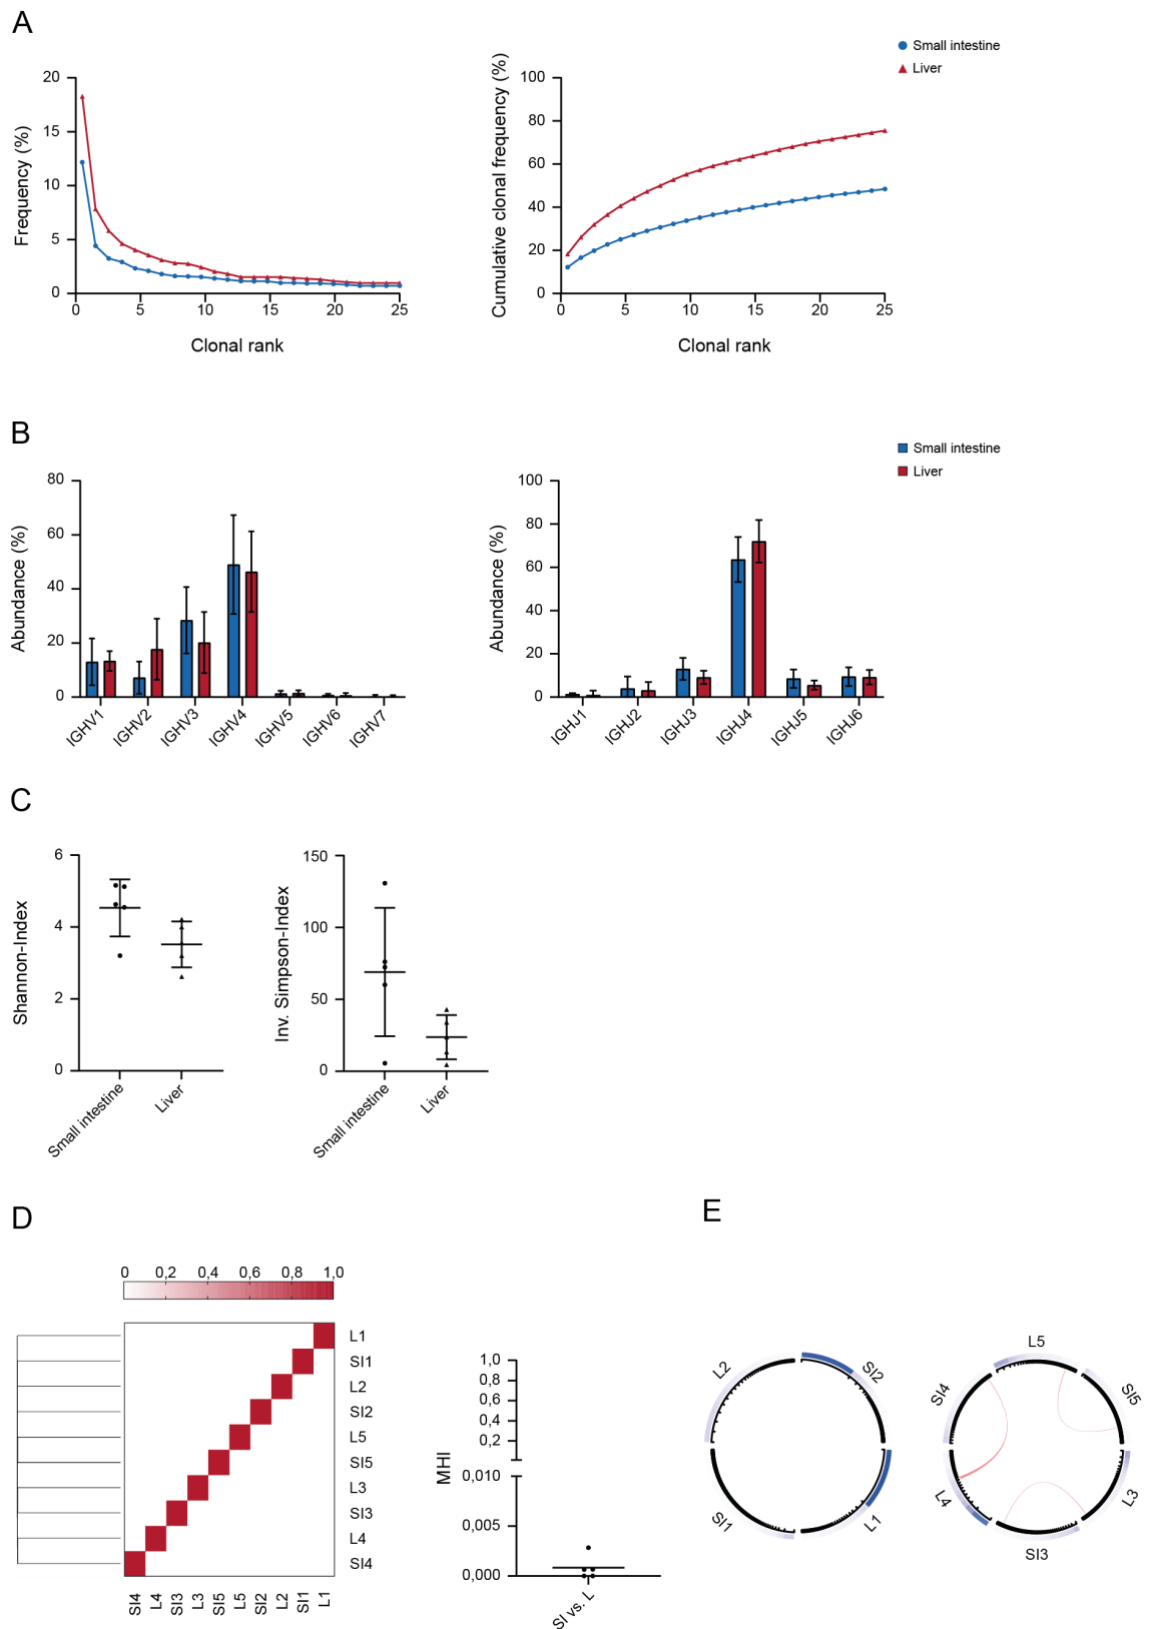 A
Small intestine
Liver
Frequency (%)
20
15
10
5
0
0 5 10 15 20 25
Clonal rank
Cumulative clonal frequency (%)
100
80
60
40
20
0
0 5 10 15 20 25
Clonal rank
B
Small intestine
Liver
Abundance (%)
80
60
40
20
0
IGHV1 IGHV2 IGHV3 IGHV4 IGHV5 IGHV6 IGHV7
Abundance (%)
100
80
60
40
20
0
IGHJ1 IGHJ2 IGHJ3 IGHJ4 IGHJ5 IGHJ6
C
Shannon-Index
6
4
2
0
Small intestine Liver
Inv. Simpson-Index
150
100
50
0
Small intestine Liver
D
0 0,2 0,4 0,6 0,8 1,0
L1
SI1
L2
SI2
L5
SI5
L3
SI3
L4
SI4
SI4 L4 SI3 L3 SI5 L5 SI2 L2 SI1 L1
MHI
1,0
0,8
0,6
0,4
0,2
0,010
0,005
0,000
SI vs. L
E
L2 SI2
SI1 L1
L5
SI4 SI5
L4 L3
SI3